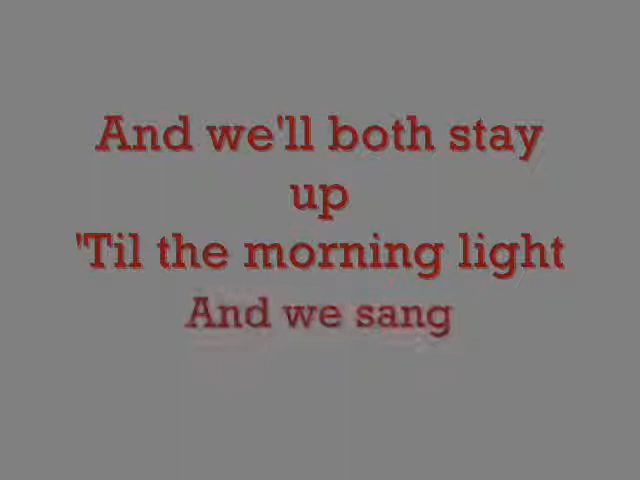 And we'll both stay
up
'Til the morning light
And we sang